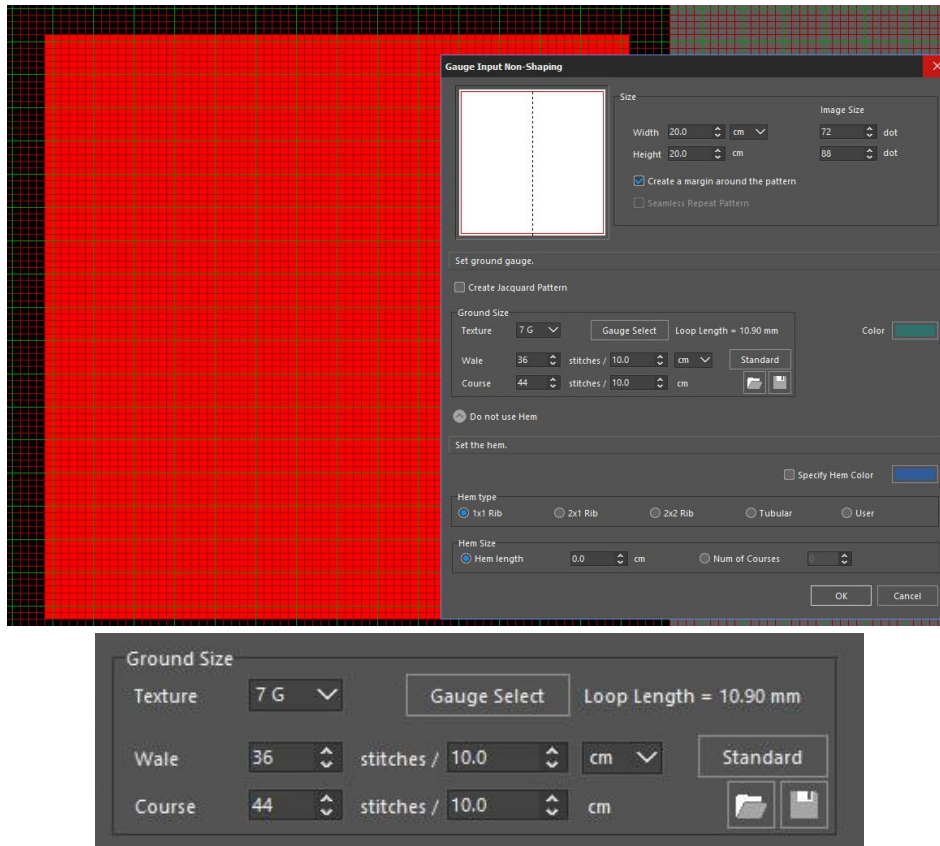 Gauge Input Non-Shaping
Size
Image Size
Width 20.0 cm 72 dot
Height 20.0 cm 88 dot
Create a margin around the pattern
Seamless Repeat Pattern
Set ground gauge.
Create Jacquard Pattern
Ground Size
Texture 7 G Gauge Select Loop Length = 10.90 mm Color
Wale 36 stitches / 10.0 cm Standard
Course 44 stitches / 10.0 cm
Do not use Hem
Set the hem.
Specify Hem Color
Hem type
1x1 Rib 2x1 Rib 2x2 Rib Tubular User
Hem Size
Hem length 0.0 cm Num of Courses
OK Cancel
Ground Size
Texture 7 G Gauge Select Loop Length = 10.90 mm
Wale 36 stitches / 10.0 cm Standard
Course 44 stitches / 10.0 cm